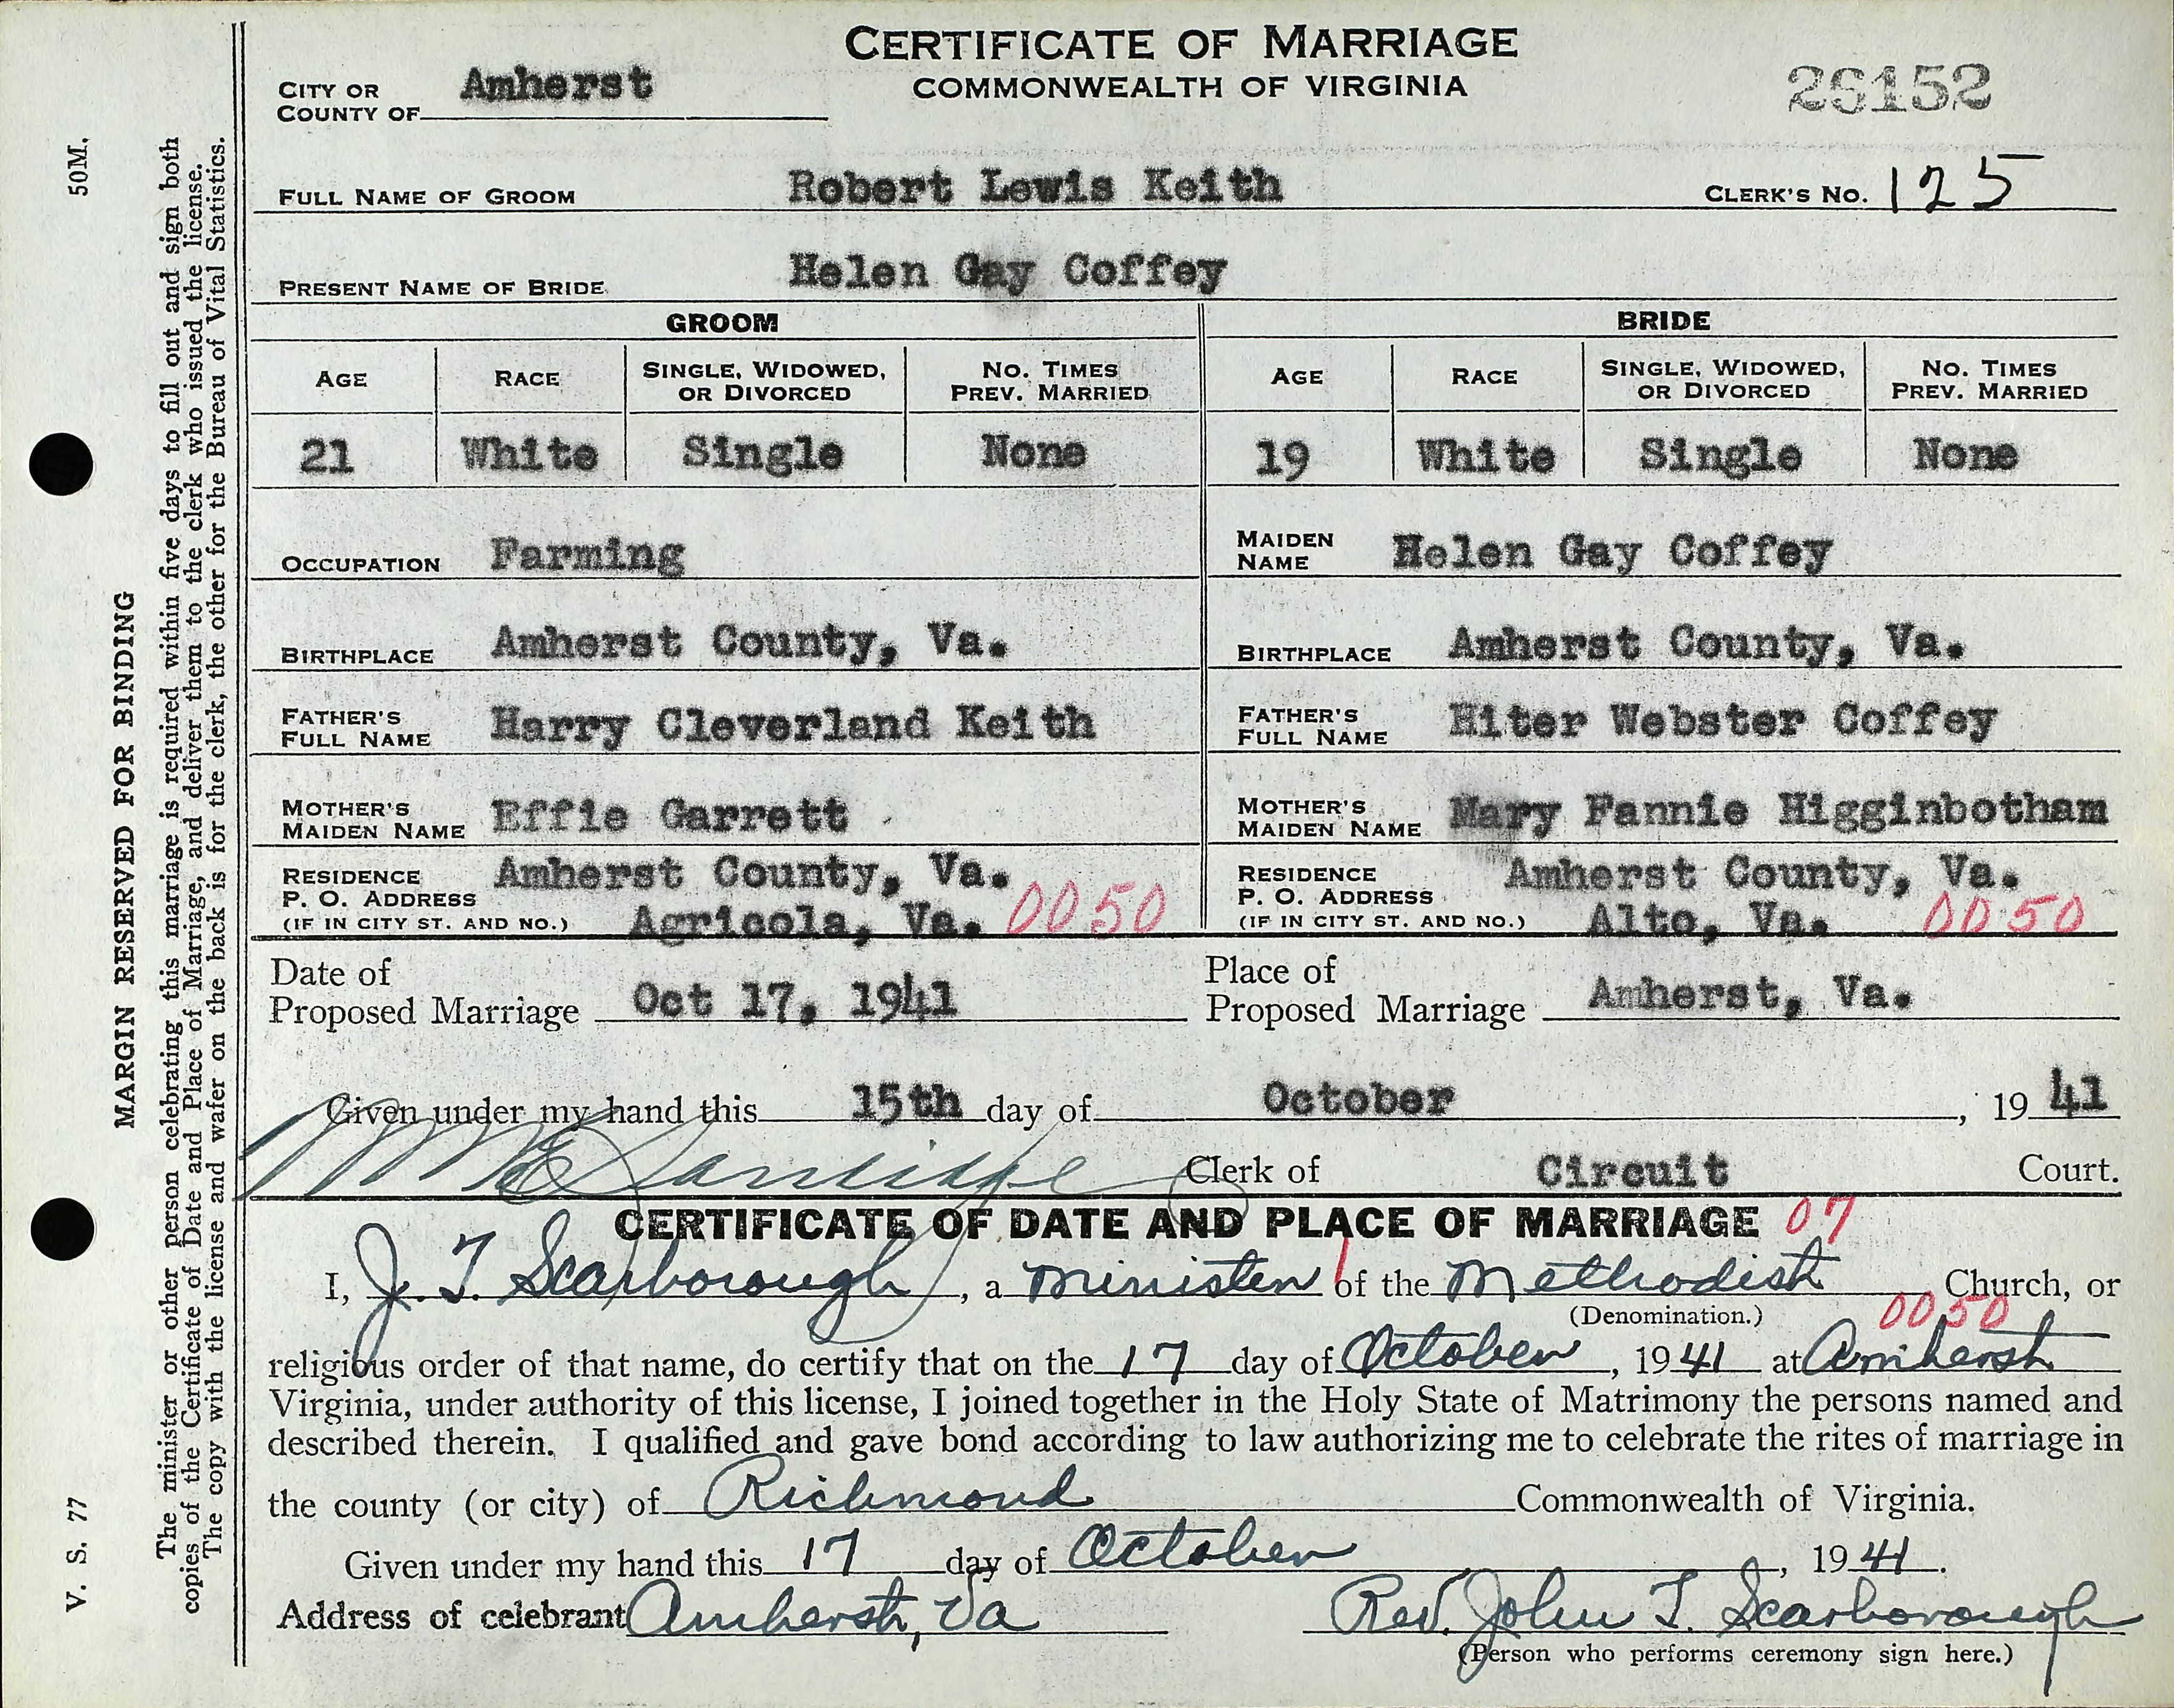 CERTIFICATE OF MARRIAGE
COMMONWEALTH OF VIRGINIA
26152
CITY OR COUNTY OF Amherst
FULL NAME OF GROOM Robert Lewis Keith CLERK'S NO. 125
PRESENT NAME OF BRIDE Helen Gay Coffey
GROOM BRIDE
AGE RACE SINGLE, WIDOWED, OR DIVORCED NO. TIMES PREV. MARRIED AGE RACE SINGLE, WIDOWED, OR DIVORCED NO. TIMES PREV. MARRIED
21 White Single None 19 White Single None
OCCUPATION Farming MAIDEN NAME Helen Gay Coffey
BIRTHPLACE Amherst County, Va. BIRTHPLACE Amherst County, Va.
FATHER'S FULL NAME Harry Cleverland Keith FATHER'S FULL NAME Hiter Webster Coffey
MOTHER'S MAIDEN NAME Effie Garrett MOTHER'S MAIDEN NAME Mary Fannie Higginbotham
RESIDENCE Amherst County, Va. RESIDENCE Amherst County, Va.
P. O. ADDRESS (IF IN CITY ST. AND NO.) Agricola, Va. 0050 P. O. ADDRESS (IF IN CITY ST. AND NO.) Alto, Va. 0050
Date of Proposed Marriage Oct 17, 1941 Place of Proposed Marriage Amherst, Va.
Given under my hand this 15th day of October, 19 41
Clerk of Circuit Court.
CERTIFICATE OF DATE AND PLACE OF MARRIAGE 07
I, J. T. Scarborough, a minister of the Methodist Church, or
(Denomination.) 0050
religious order of that name, do certify that on the 17 day of October, 1941 at Amherst
Virginia, under authority of this license, I joined together in the Holy State of Matrimony the persons named and
described therein. I qualified and gave bond according to law authorizing me to celebrate the rites of marriage in
the county (or city) of Richmond Commonwealth of Virginia.
Given under my hand this 17 day of October, 1941.
Address of celebrant Amherst, Va Rev. John T. Scarborough
(Person who performs ceremony sign here.)
50M.
MARGIN RESERVED FOR BINDING
V. S. 77
The minister or other person celebrating this marriage is required within five days to fill out and sign both
copies of the Certificate of Date and Place of Marriage, and deliver them to the clerk who issued the license.
The copy with the license and wafer on the back is for the clerk, the other for the Bureau of Vital Statistics.